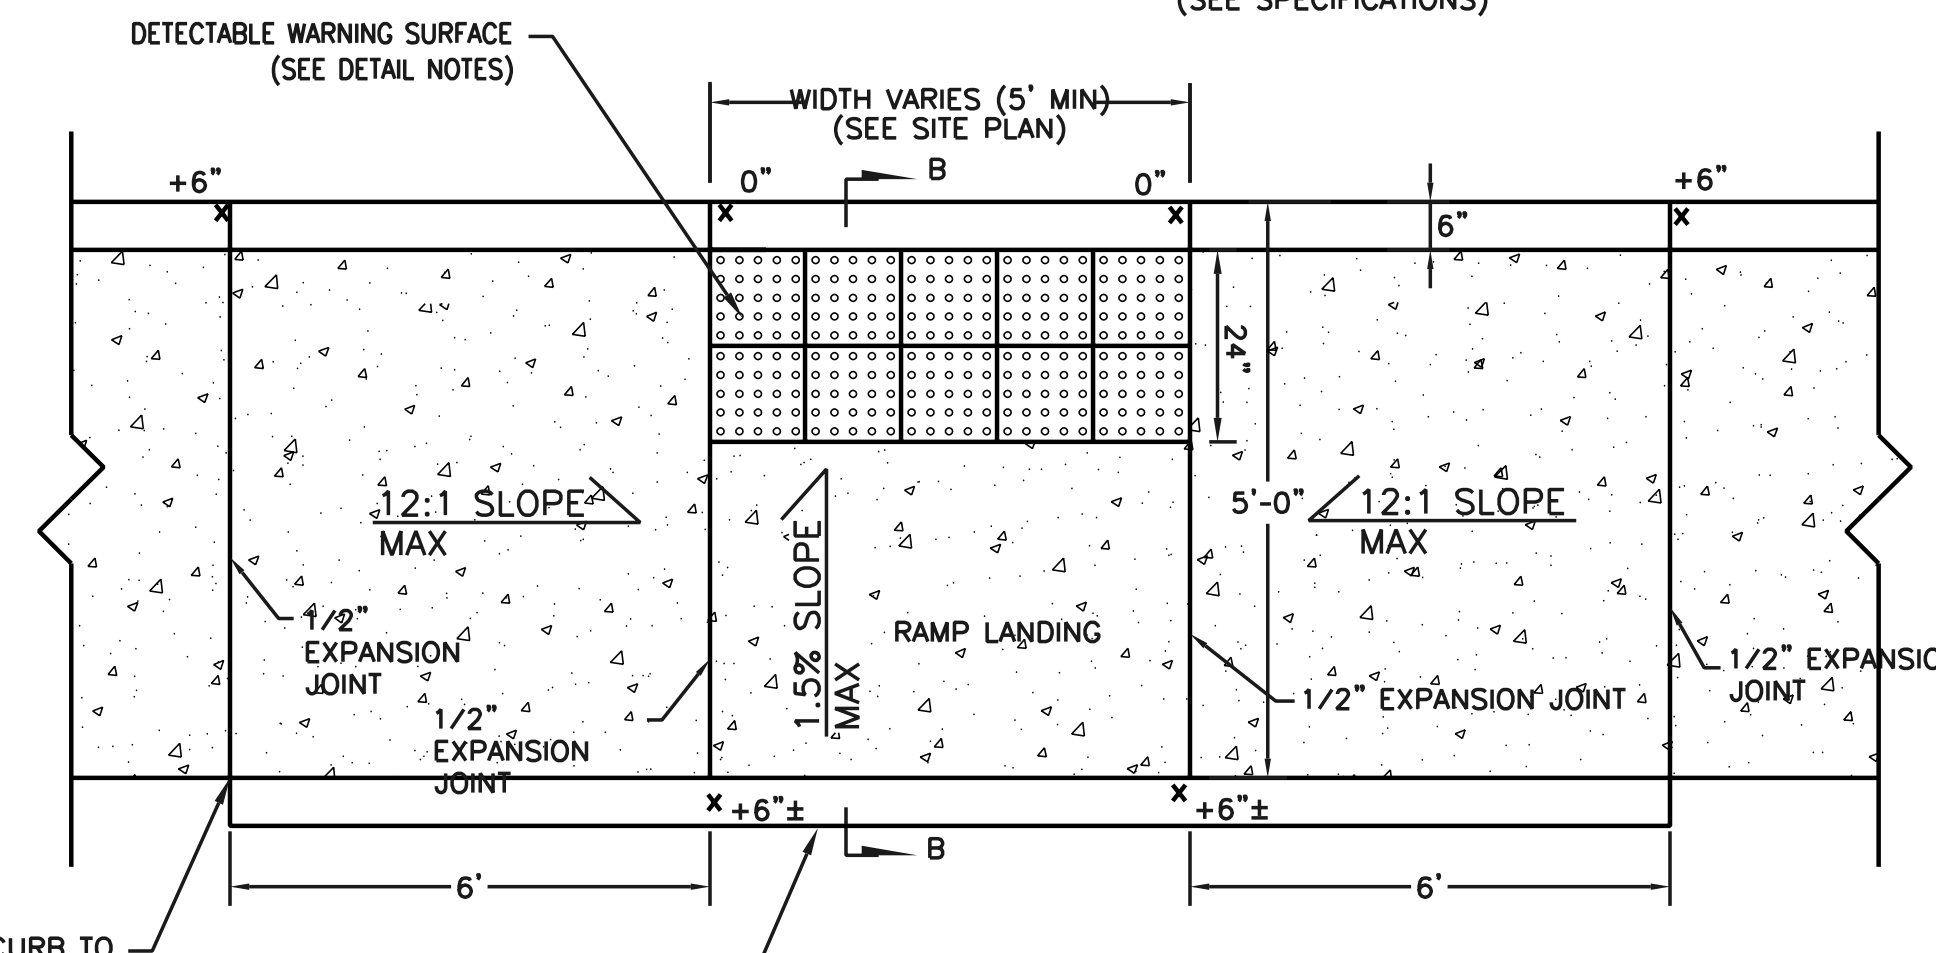 (SEE SPECIFICATIONS)
DETECTABLE WARNING SURFACE
(SEE DETAIL NOTES)
WIDTH VARIES (5' MIN)
(SEE SITE PLAN)
B
+6"
0"
0"
+6"
6"
24"
5'-0"
12:1 SLOPE
MAX
12:1 SLOPE
MAX
1.5% SLOPE
MAX
RAMP LANDING
1/2"
EXPANSION
JOINT
1/2"
EXPANSION
JOINT
1/2" EXPANSION JOINT
1/2" EXPANSIO
JOINT
+6"±
+6"±
B
6'
6'
CURB TO